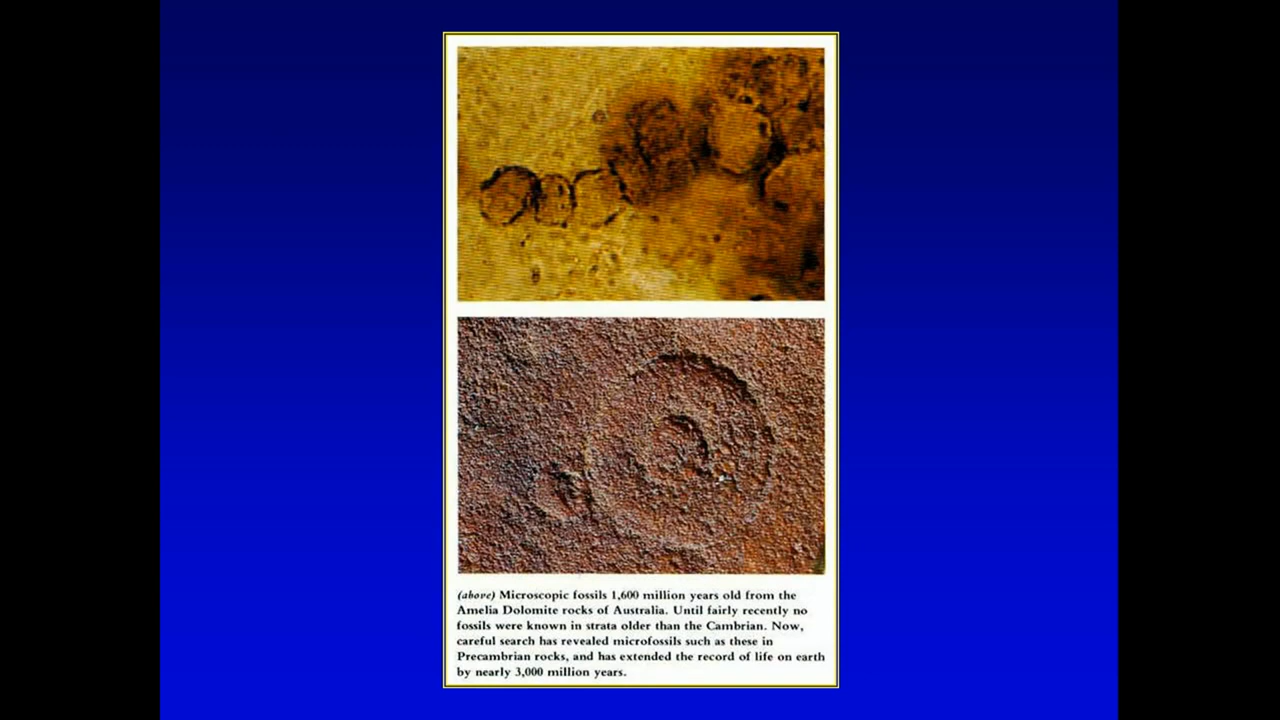 (above) Microscopic fossils 1,600 million years old from the
Amelia Dolomite rocks of Australia. Until fairly recently no
fossils were known in strata older than the Cambrian. Now,
careful search has revealed microfossils such as these in
Precambrian rocks, and has extended the record of life on earth
by nearly 3,000 million years.